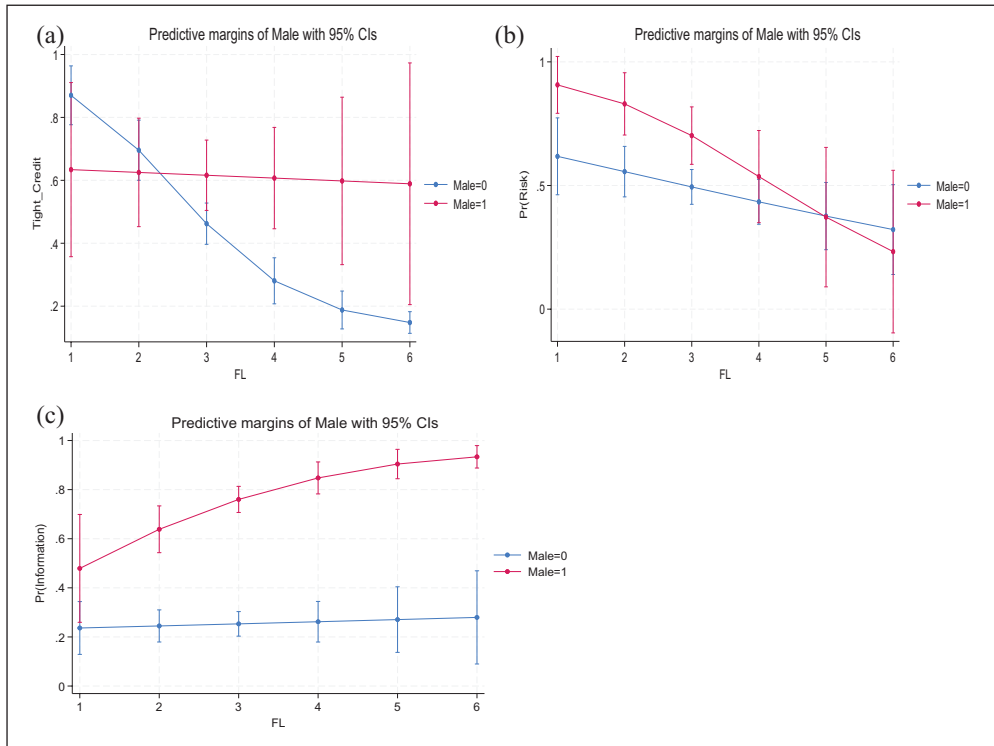 (a)
Predictive margins of Male with 95% CIs
1
.8
.6
.4
.2
Tight_Credit
1 2 3 4 5 6
FL
Male=0
Male=1
(b)
Predictive margins of Male with 95% CIs
1
.5
0
Pr(Risk)
1 2 3 4 5 6
FL
Male=0
Male=1
(c)
Predictive margins of Male with 95% CIs
1
.8
.6
.4
.2
0
Pr(Information)
1 2 3 4 5 6
FL
Male=0
Male=1